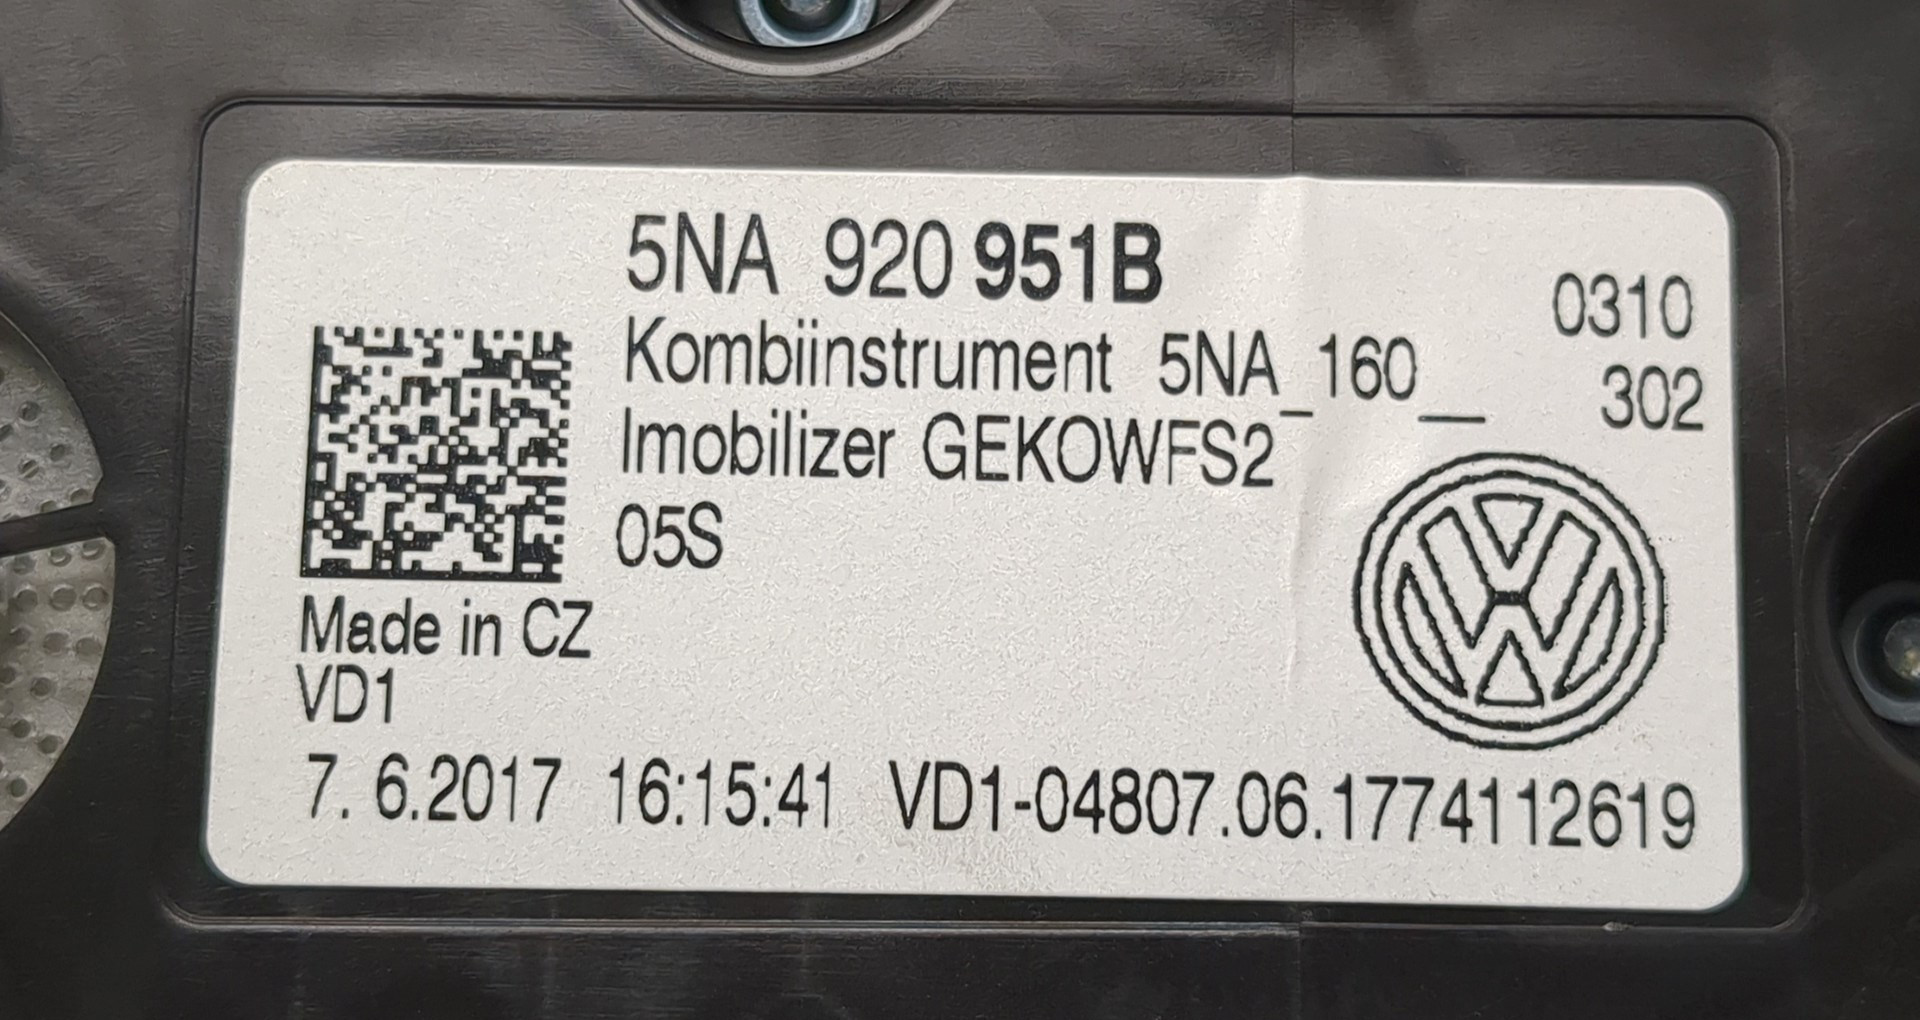 5NA 920 951B
0310
Kombiinstrument 5NA_160__
302
Imobilizer GEKOWFS2
05S
Made in CZ
VD1
7. 6.2017 16:15:41 VD1-04807.06.1774112619